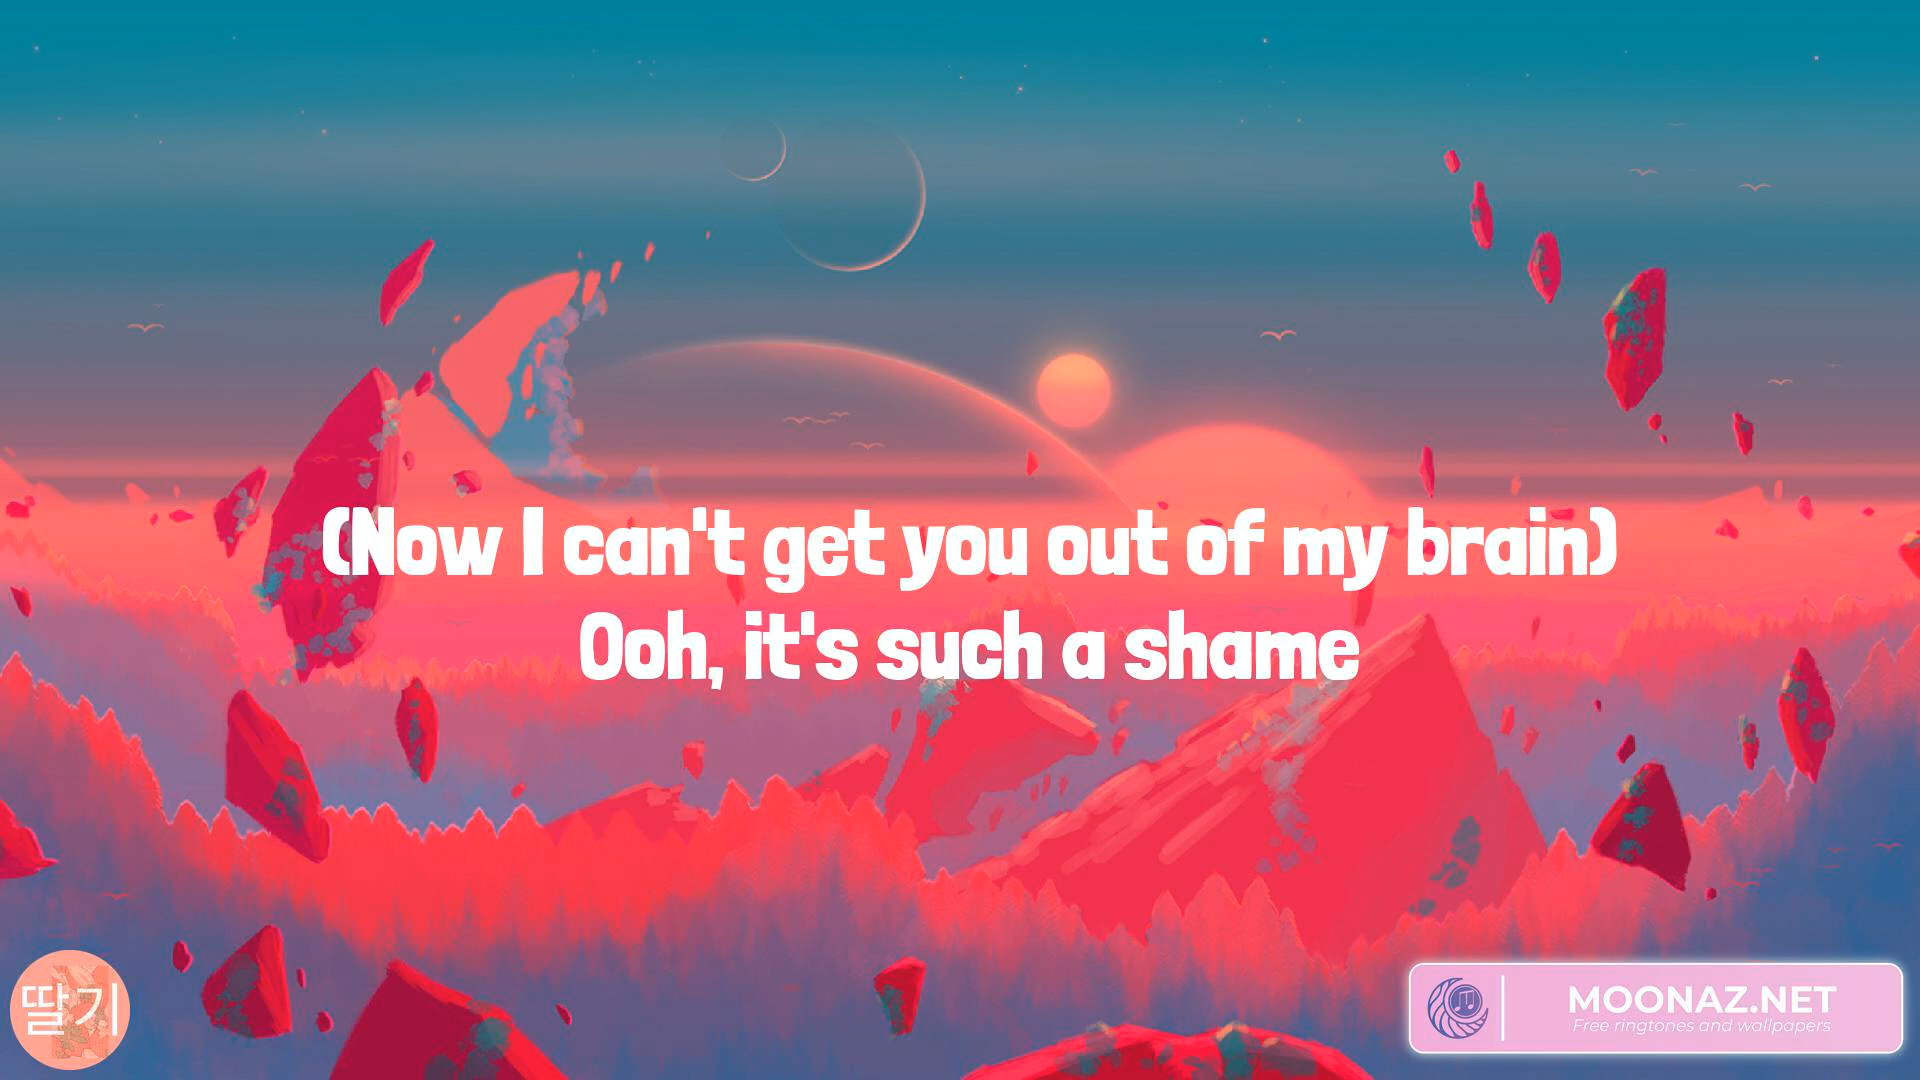 (Now I can't get you out of my brain)
Ooh, it's such a shame
딸기
MOONAZ.NET
Free ringtones and wallpapers